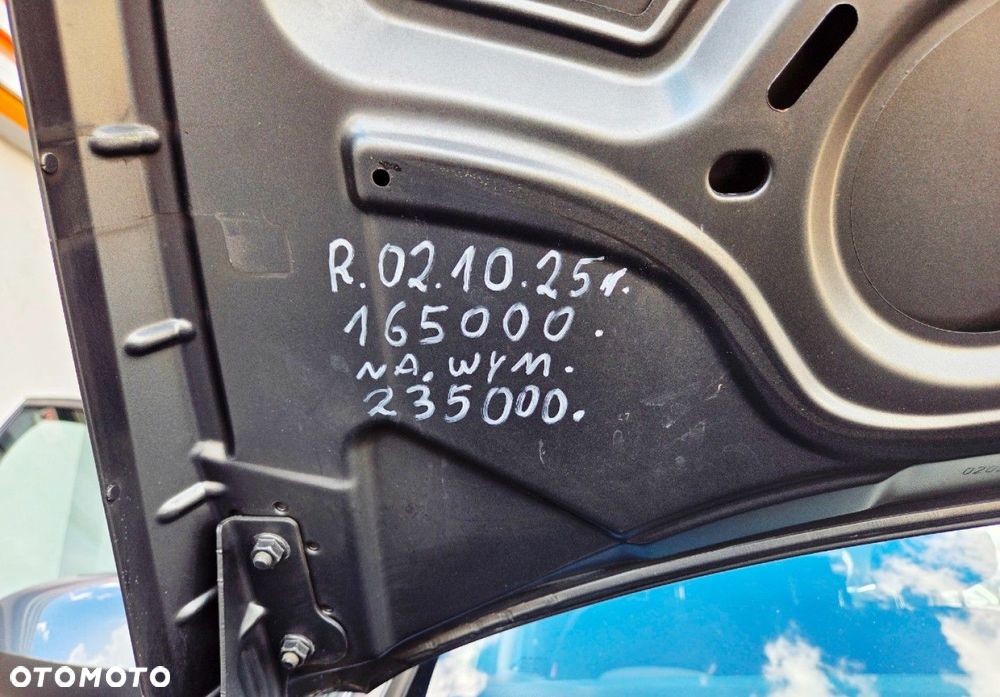 R.02.10.25r.
165000.
NA. WYM.
235000.
OTOMOTO